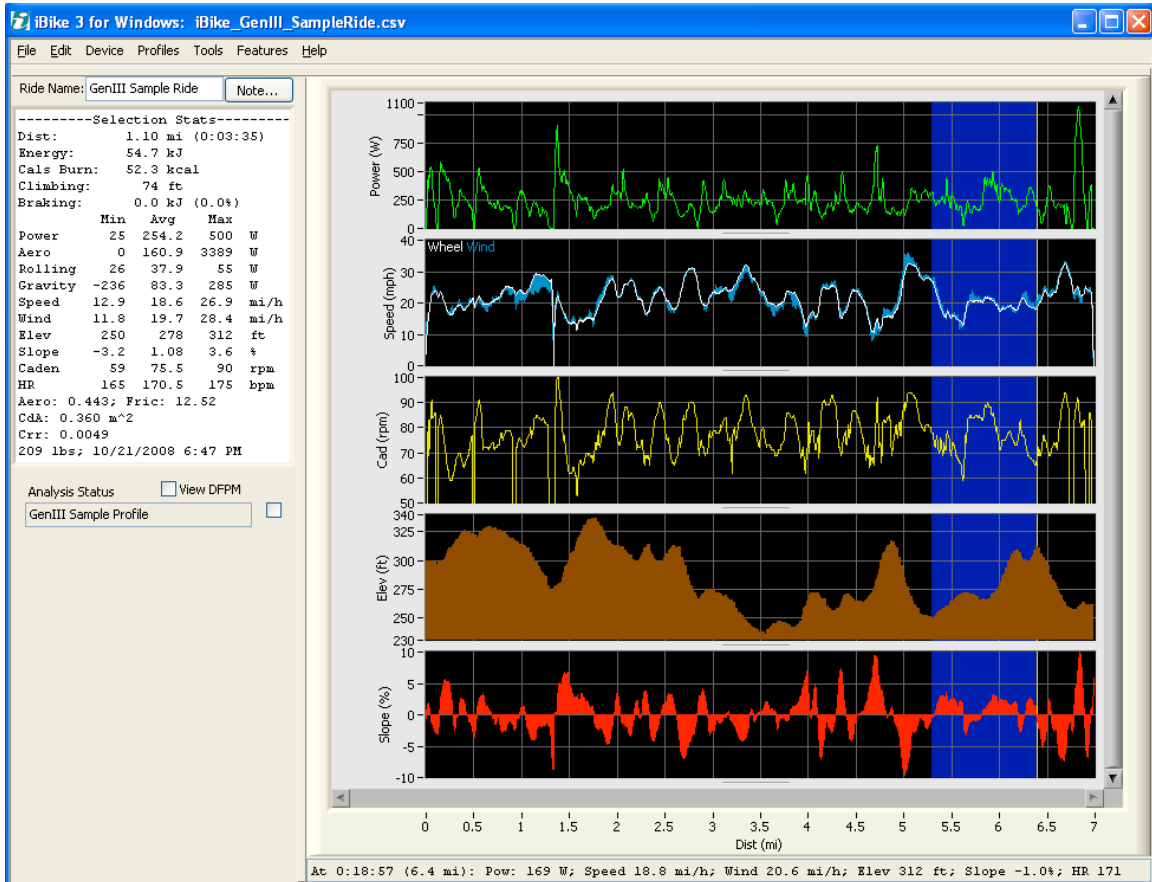 iBike 3 for Windows: iBike_GenIII_SampleRide.csv
File Edit Device Profiles Tools Features Help
Ride Name: GenIII Sample Ride Note...
---------Selection Stats---------
Dist: 1.10 mi (0:03:35)
Energy: 54.7 kJ
Cals Burn: 52.3 kcal
Climbing: 74 ft
Braking: 0.0 kJ (0.0%)
Min Avg Max
Power 25 254.2 500 W
Aero 0 160.9 3389 W
Rolling 26 37.9 55 W
Gravity -236 83.3 285 W
Speed 12.9 18.6 26.9 mi/h
Wind 11.8 19.7 28.4 mi/h
Elev 250 278 312 ft
Slope -3.2 1.08 3.6 %
Caden 59 75.5 90 rpm
HR 165 170.5 175 bpm
Aero: 0.443; Fric: 12.52
CdA: 0.360 m^2
Crr: 0.0049
209 lbs; 10/21/2008 6:47 PM
Analysis Status View DFPM
GenIII Sample Profile
Power (W)
1100
750
500
250
0
Speed (mph)
Wheel Wind
40
30
20
10
0
Cad (rpm)
100
90
80
70
60
50
Elev (ft)
340
325
300
275
250
230
Slope (%)
10
5
0
-5
-10
0 0.5 1 1.5 2 2.5 3 3.5 4 4.5 5 5.5 6 6.5 7
Dist (mi)
At 0:18:57 (6.4 mi): Pow: 169 W; Speed 18.8 mi/h; Wind 20.6 mi/h; Elev 312 ft; Slope -1.0%; HR 171